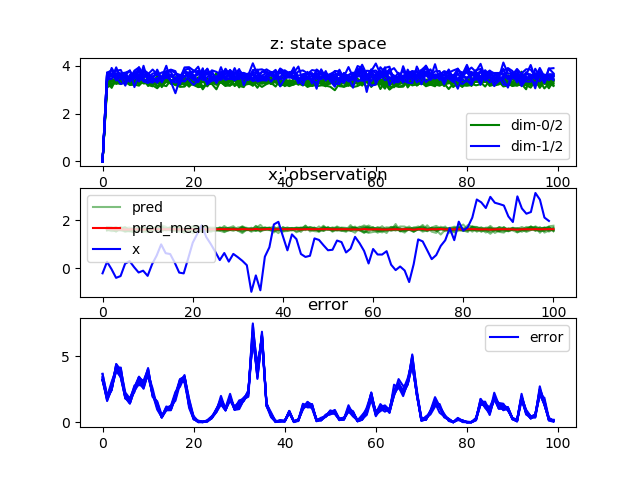 z: state space
4
2
0
dim-0/2
dim-1/2
0 20 40 60 80 100
x: observation
2
0
pred
pred_mean
x
0 20 40 60 80 100
error
5
0
error
0 20 40 60 80 100